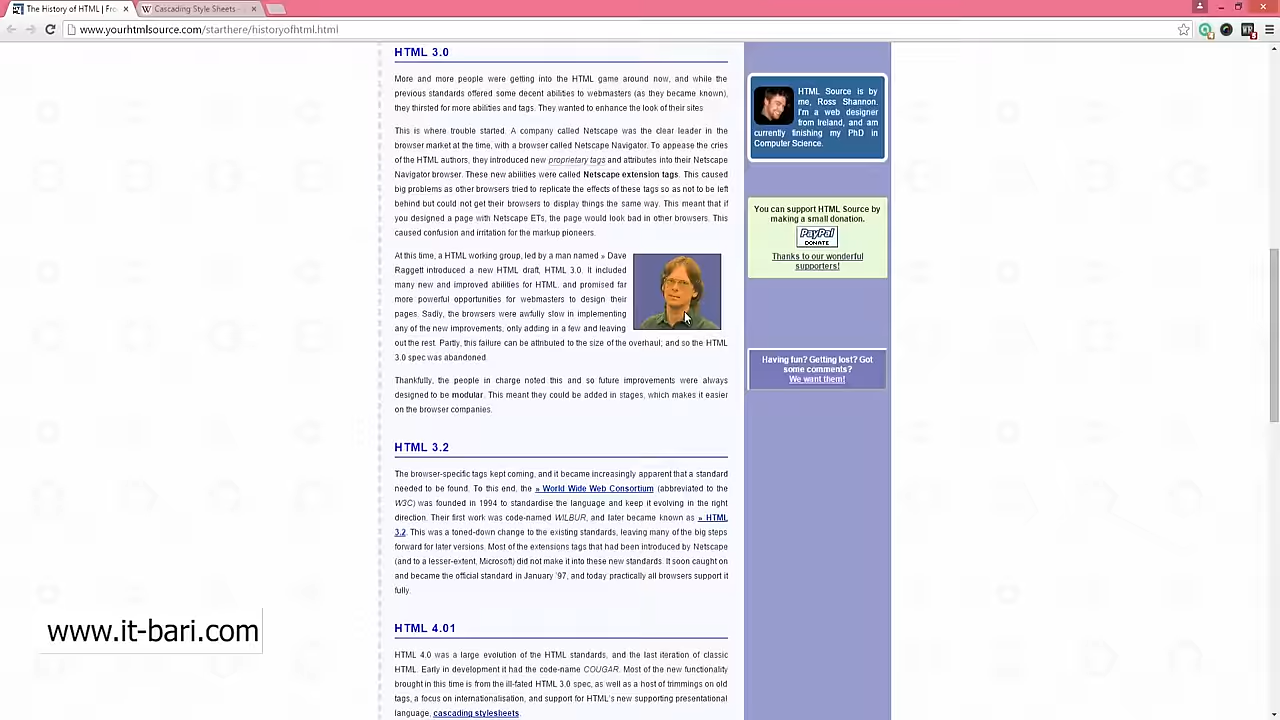 The History of HTML | Fro
Cascading Style Sheets -
www.yourhtmlsource.com/starthere/historyofhtml.html
HTML 3.0
More and more people were getting into the HTML game around now, and while the
previous standards offered some decent abilities to webmasters (as they became known),
they thirsted for more abilities and tags. They wanted to enhance the look of their sites
This is where trouble started. A company called Netscape was the clear leader in the
browser market at the time, with a browser called Netscape Navigator. To appease the cries
of the HTML authors, they introduced new proprietary tags and attributes into their Netscape
Navigator browser. These new abilities were called Netscape extension tags. This caused
big problems as other browsers tried to replicate the effects of these tags so as not to be left
behind but could not get their browsers to display things the same way. This meant that if
you designed a page with Netscape ETs, the page would look bad in other browsers. This
caused confusion and irritation for the markup pioneers.
At this time, a HTML working group, led by a man named » Dave
Raggett introduced a new HTML draft, HTML 3.0. It included
many new and improved abilities for HTML, and promised far
more powerful opportunities for webmasters to design their
pages. Sadly, the browsers were awfully slow in implementing
any of the new improvements, only adding in a few and leaving
out the rest. Partly, this failure can be attributed to the size of the overhaul; and so the HTML
3.0 spec was abandoned.
Thankfully, the people in charge noted this and so future improvements were always
designed to be modular. This meant they could be added in stages, which makes it easier
on the browser companies.
HTML 3.2
The browser-specific tags kept coming, and it became increasingly apparent that a standard
needed to be found. To this end, the » World Wide Web Consortium (abbreviated to the
W3C) was founded in 1994 to standardise the language and keep it evolving in the right
direction. Their first work was code-named WILBUR, and later became known as » HTML
3.2. This was a toned-down change to the existing standards, leaving many of the big steps
forward for later versions. Most of the extensions tags that had been introduced by Netscape
(and to a lesser-extent, Microsoft) did not make it into these new standards. It soon caught on
and became the official standard in January '97, and today practically all browsers support it
fully.
HTML 4.01
HTML 4.0 was a large evolution of the HTML standards, and the last iteration of classic
HTML. Early in development it had the code-name COUGAR. Most of the new functionality
brought in this time is from the ill-fated HTML 3.0 spec, as well as a host of trimmings on old
tags, a focus on internationalisation, and support for HTML's new supporting presentational
language, cascading stylesheets.
HTML Source is by
me, Ross Shannon.
I'm a web designer
from Ireland, and am
currently finishing my PhD in
Computer Science.
You can support HTML Source by
making a small donation.
PayPal
DONATE
Thanks to our wonderful
supporters!
Having fun? Getting lost? Got
some comments?
We want them!
www.it-bari.com